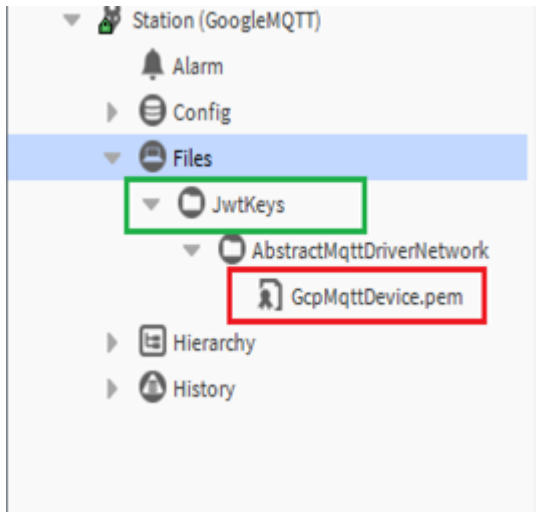 Station (GoogleMQTT)
Alarm
Config
Files
JwtKeys
AbstractMqttDriverNetwork
GcpMqttDevice.pem
Hierarchy
History